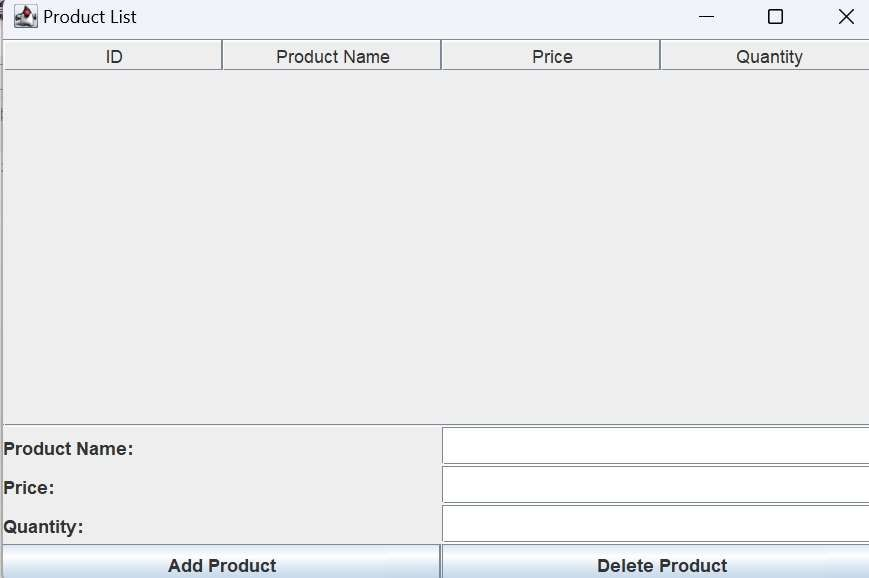 Product List
ID Product Name Price Quantity
Product Name:
Price:
Quantity:
Add Product Delete Product